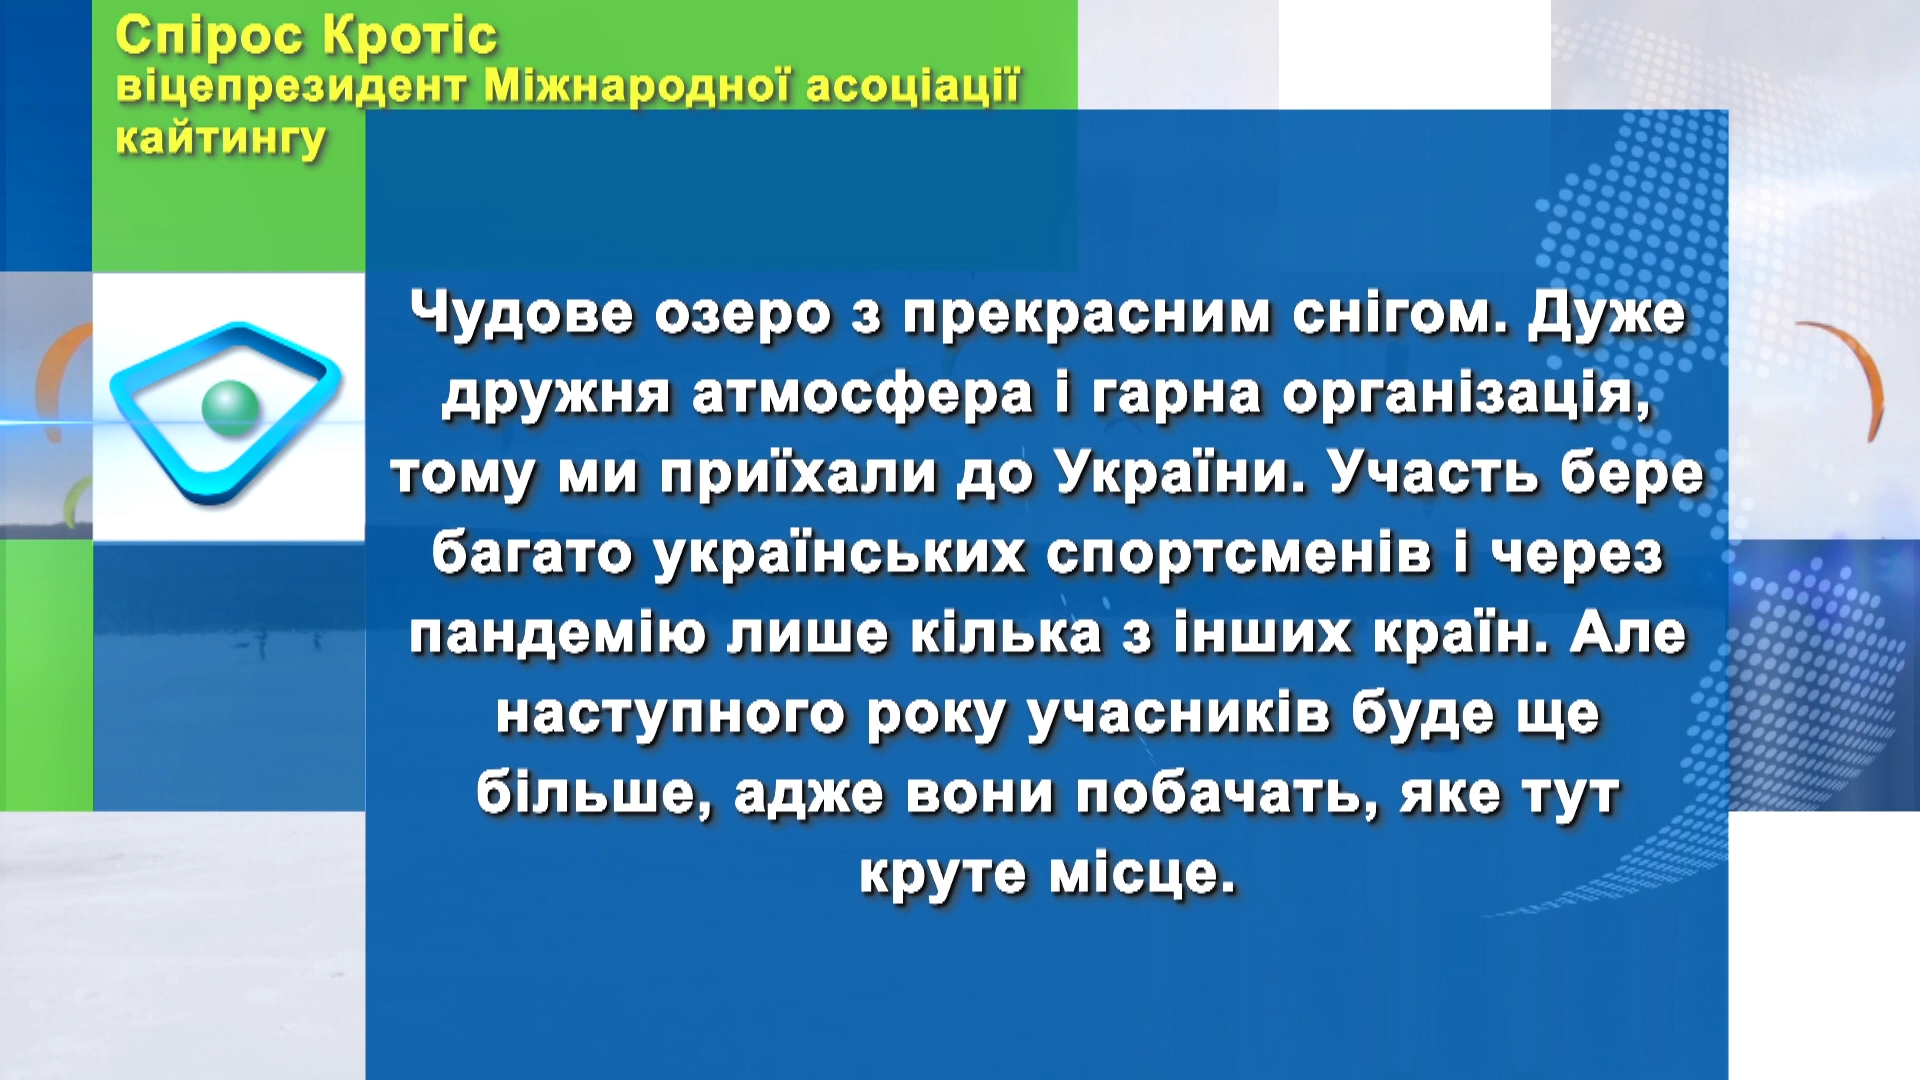 Спірос Кротіс
віцепрезидент Міжнародної асоціації
кайтингу
Чудове озеро з прекрасним снігом. Дуже
дружня атмосфера і гарна організація,
тому ми приїхали до України. Участь бере
багато українських спортсменів і через
пандемію лише кілька з інших країн. Але
наступного року учасників буде ще
більше, адже вони побачать, яке тут
круте місце.